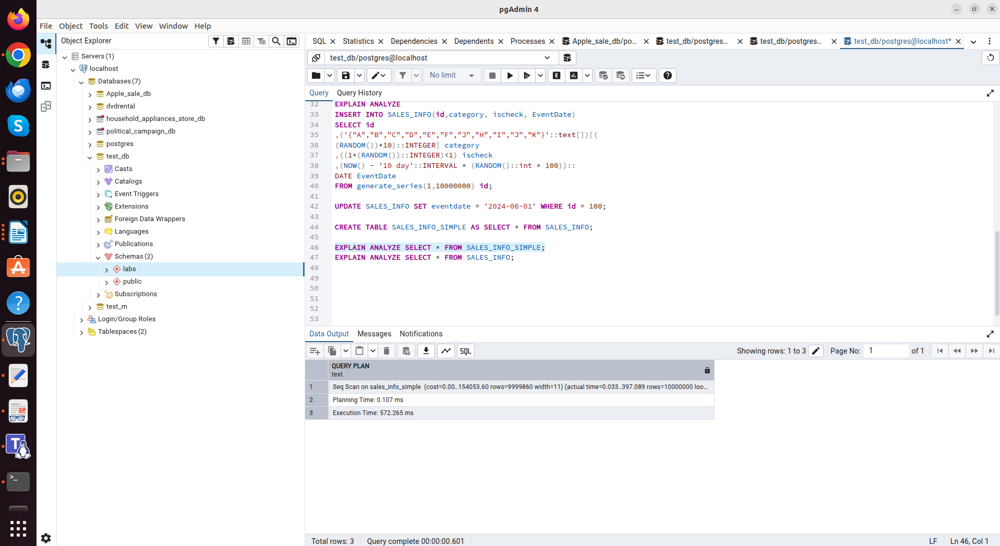 pgAdmin 4
File Object Tools Edit View Window Help
Object Explorer
SQL Statistics Dependencies Dependents Processes Apple_sale_db/po... test_db/postgres... test_db/postgres... test_db/postgres@localhost*
test_db/postgres@localhost
No limit
E
Query Query History
Servers (1)
localhost
Databases (7)
Apple_sale_db
dvdrental
household_appliances_store_db
political_campaign_db
postgres
test_db
Casts
Catalogs
Event Triggers
Extensions
Foreign Data Wrappers
Languages
Publications
Schemas (2)
labs
public
Subscriptions
test_m
Login/Group Roles
Tablespaces (2)
32 EXPLAIN ANALYZE
33 INSERT INTO SALES_INFO(id,category, ischeck, EventDate)
34 SELECT id
35 ,('{"A","B","C","D","E","F","J","H","I","J","K"}'::text[])[(
36 (RANDOM())*10)::INTEGER] category
37 ,((1*(RANDOM())::INTEGER)<1) ischeck
38 ,(NOW() - '10 day'::INTERVAL * (RANDOM()::int * 100))::
39 DATE EventDate
40 FROM generate_series(1,10000000) id;
41
42 UPDATE SALES_INFO SET eventdate = '2024-06-01' WHERE id = 100;
43
44 CREATE TABLE SALES_INFO_SIMPLE AS SELECT * FROM SALES_INFO;
45
46 EXPLAIN ANALYZE SELECT * FROM SALES_INFO_SIMPLE;
47 EXPLAIN ANALYZE SELECT * FROM SALES_INFO;
48
49
50
51
52
53
Data Output Messages Notifications
SQL
Showing rows: 1 to 3
Page No: 1 of 1
QUERY PLAN
text
1 Seq Scan on sales_info_simple (cost=0.00..154053.60 rows=9999860 width=11) (actual time=0.033..397.089 rows=10000000 loo...
2 Planning Time: 0.107 ms
3 Execution Time: 572.265 ms
Total rows: 3 Query complete 00:00:00.601 LF Ln 46, Col 1